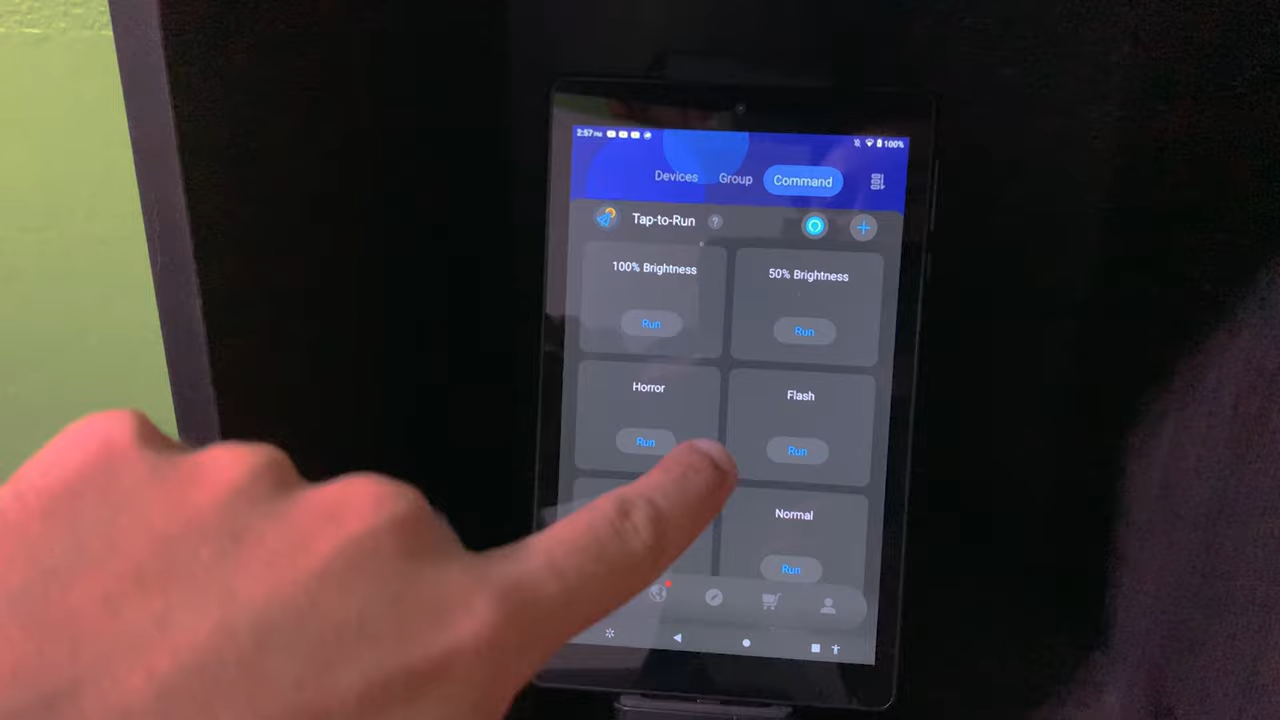 2:57 PM 100%
Devices Group Command
Tap-to-Run ?
100% Brightness 50% Brightness
Run Run
Horror Flash
Run Run
Normal
Run